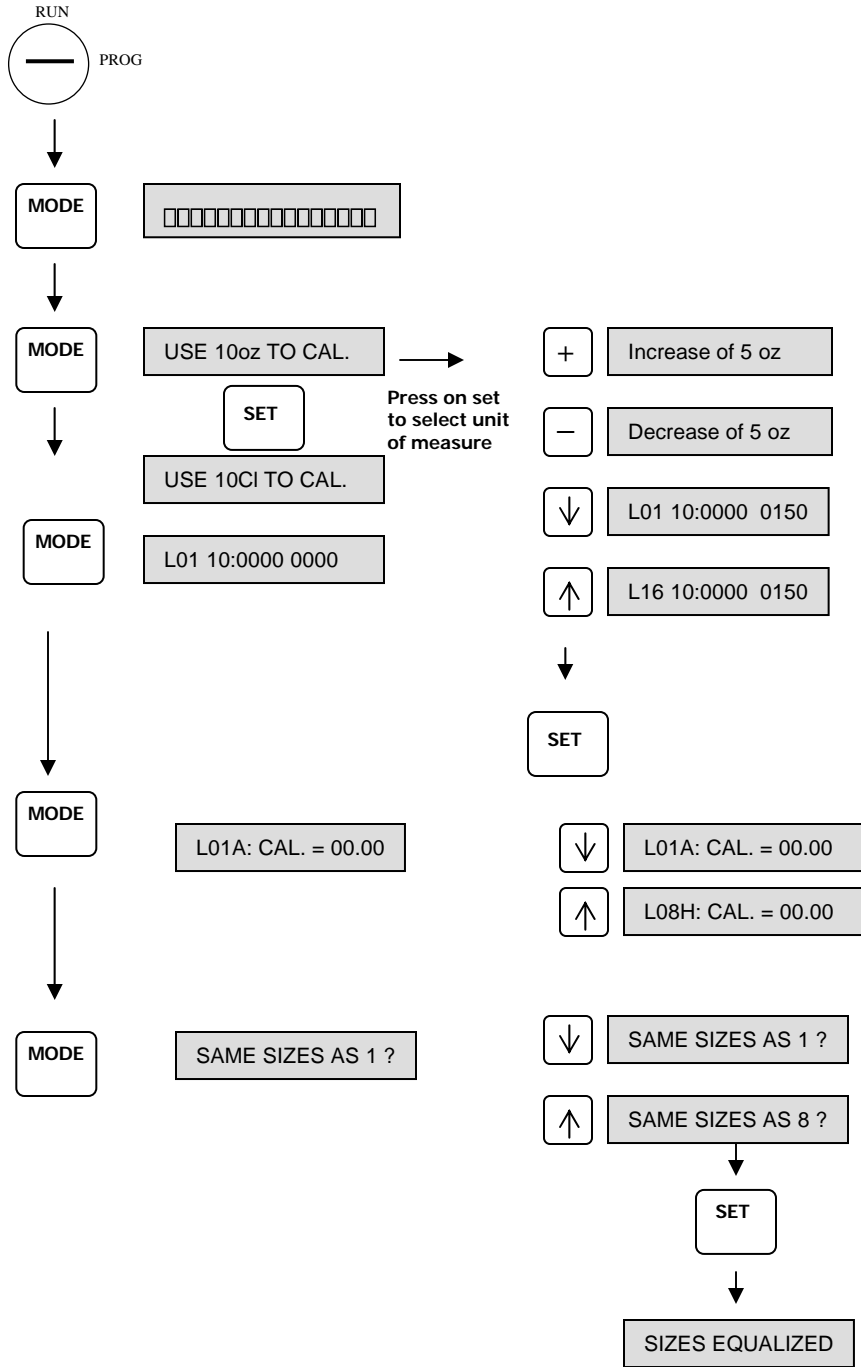 RUN
PROG
MODE
▯▯▯▯▯▯▯▯▯▯▯▯▯▯▯▯
MODE
USE 10oz TO CAL.
SET
USE 10Cl TO CAL.
Press on set
to select unit
of measure
+
Increase of 5 oz
−
Decrease of 5 oz
↓
L01 10:0000 0150
↑
L16 10:0000 0150
MODE
L01 10:0000 0000
SET
MODE
L01A: CAL. = 00.00
↓
L01A: CAL. = 00.00
↑
L08H: CAL. = 00.00
MODE
SAME SIZES AS 1 ?
↓
SAME SIZES AS 1 ?
↑
SAME SIZES AS 8 ?
SET
SIZES EQUALIZED